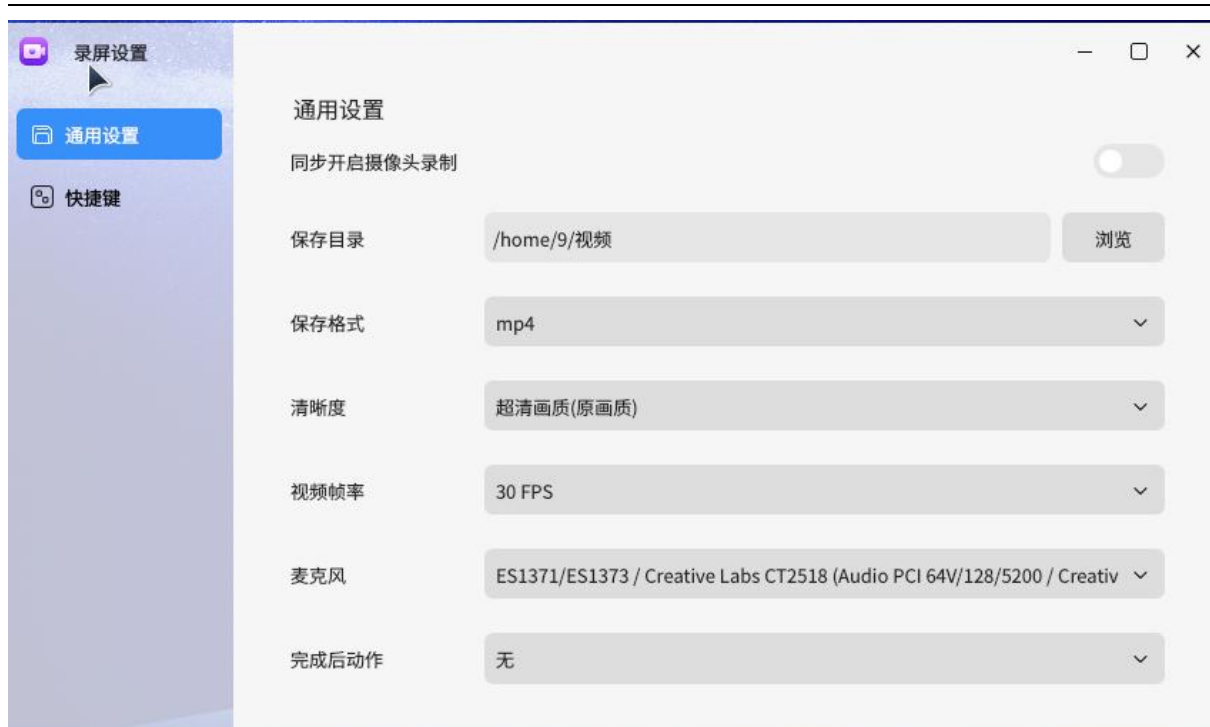 录屏设置
通用设置
快捷键
通用设置
同步开启摄像头录制
保存目录 /home/9/视频 浏览
保存格式 mp4
清晰度 超清画质(原画质)
视频帧率 30 FPS
麦克风 ES1371/ES1373 / Creative Labs CT2518 (Audio PCI 64V/128/5200 / Creativ
完成后动作 无